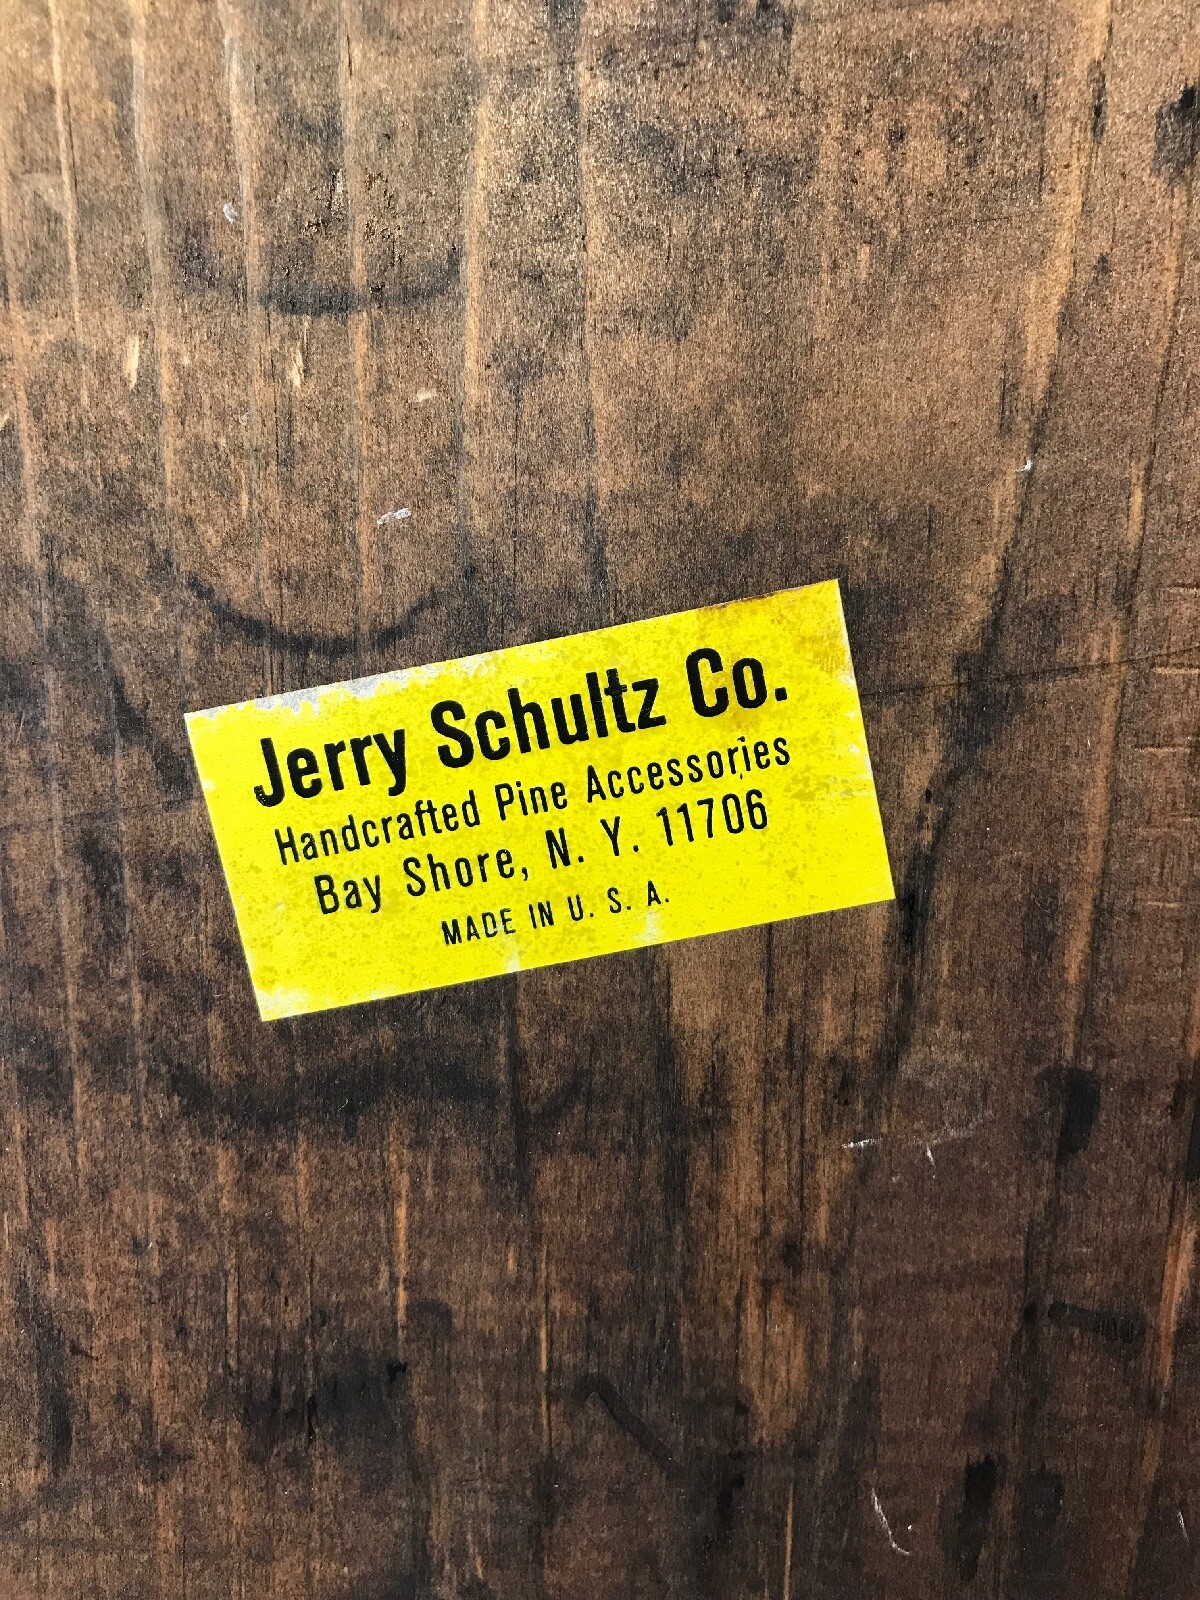 Jerry Schultz Co.
Handcrafted Pine Accessories
Bay Shore, N. Y. 11706
MADE IN U. S. A.